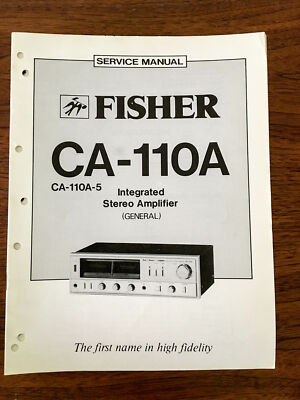 SERVICE MANUAL
FISHER
CA-110A
CA-110A-5 Integrated
Stereo Amplifier
(GENERAL)
The first name in high fidelity